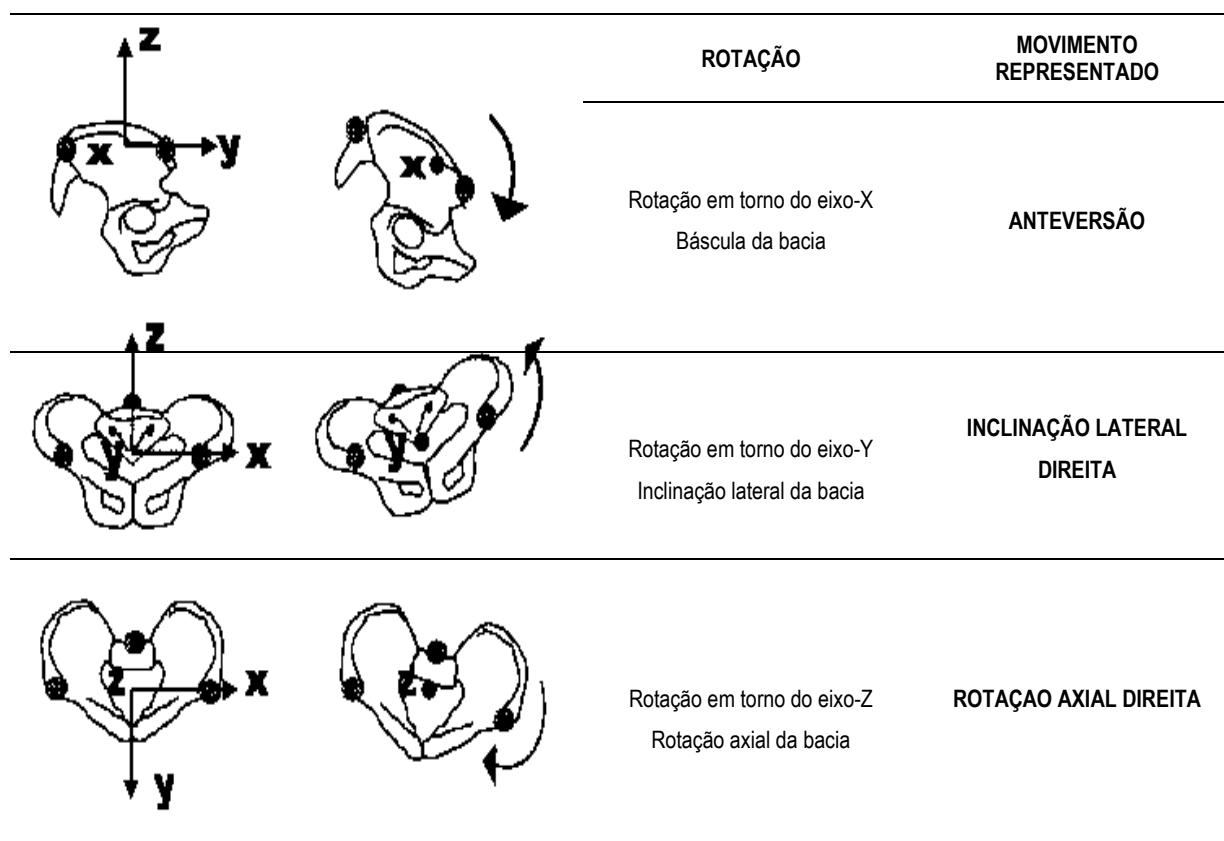 ROTAÇÃO
MOVIMENTO
REPRESENTADO
z
x
y
x
Rotação em torno do eixo-X
Báscula da bacia
ANTEVERSÃO
z
y
x
y
Rotação em torno do eixo-Y
Inclinação lateral da bacia
INCLINAÇÃO LATERAL
DIREITA
z
x
y
z
Rotação em torno do eixo-Z
Rotação axial da bacia
ROTAÇAO AXIAL DIREITA